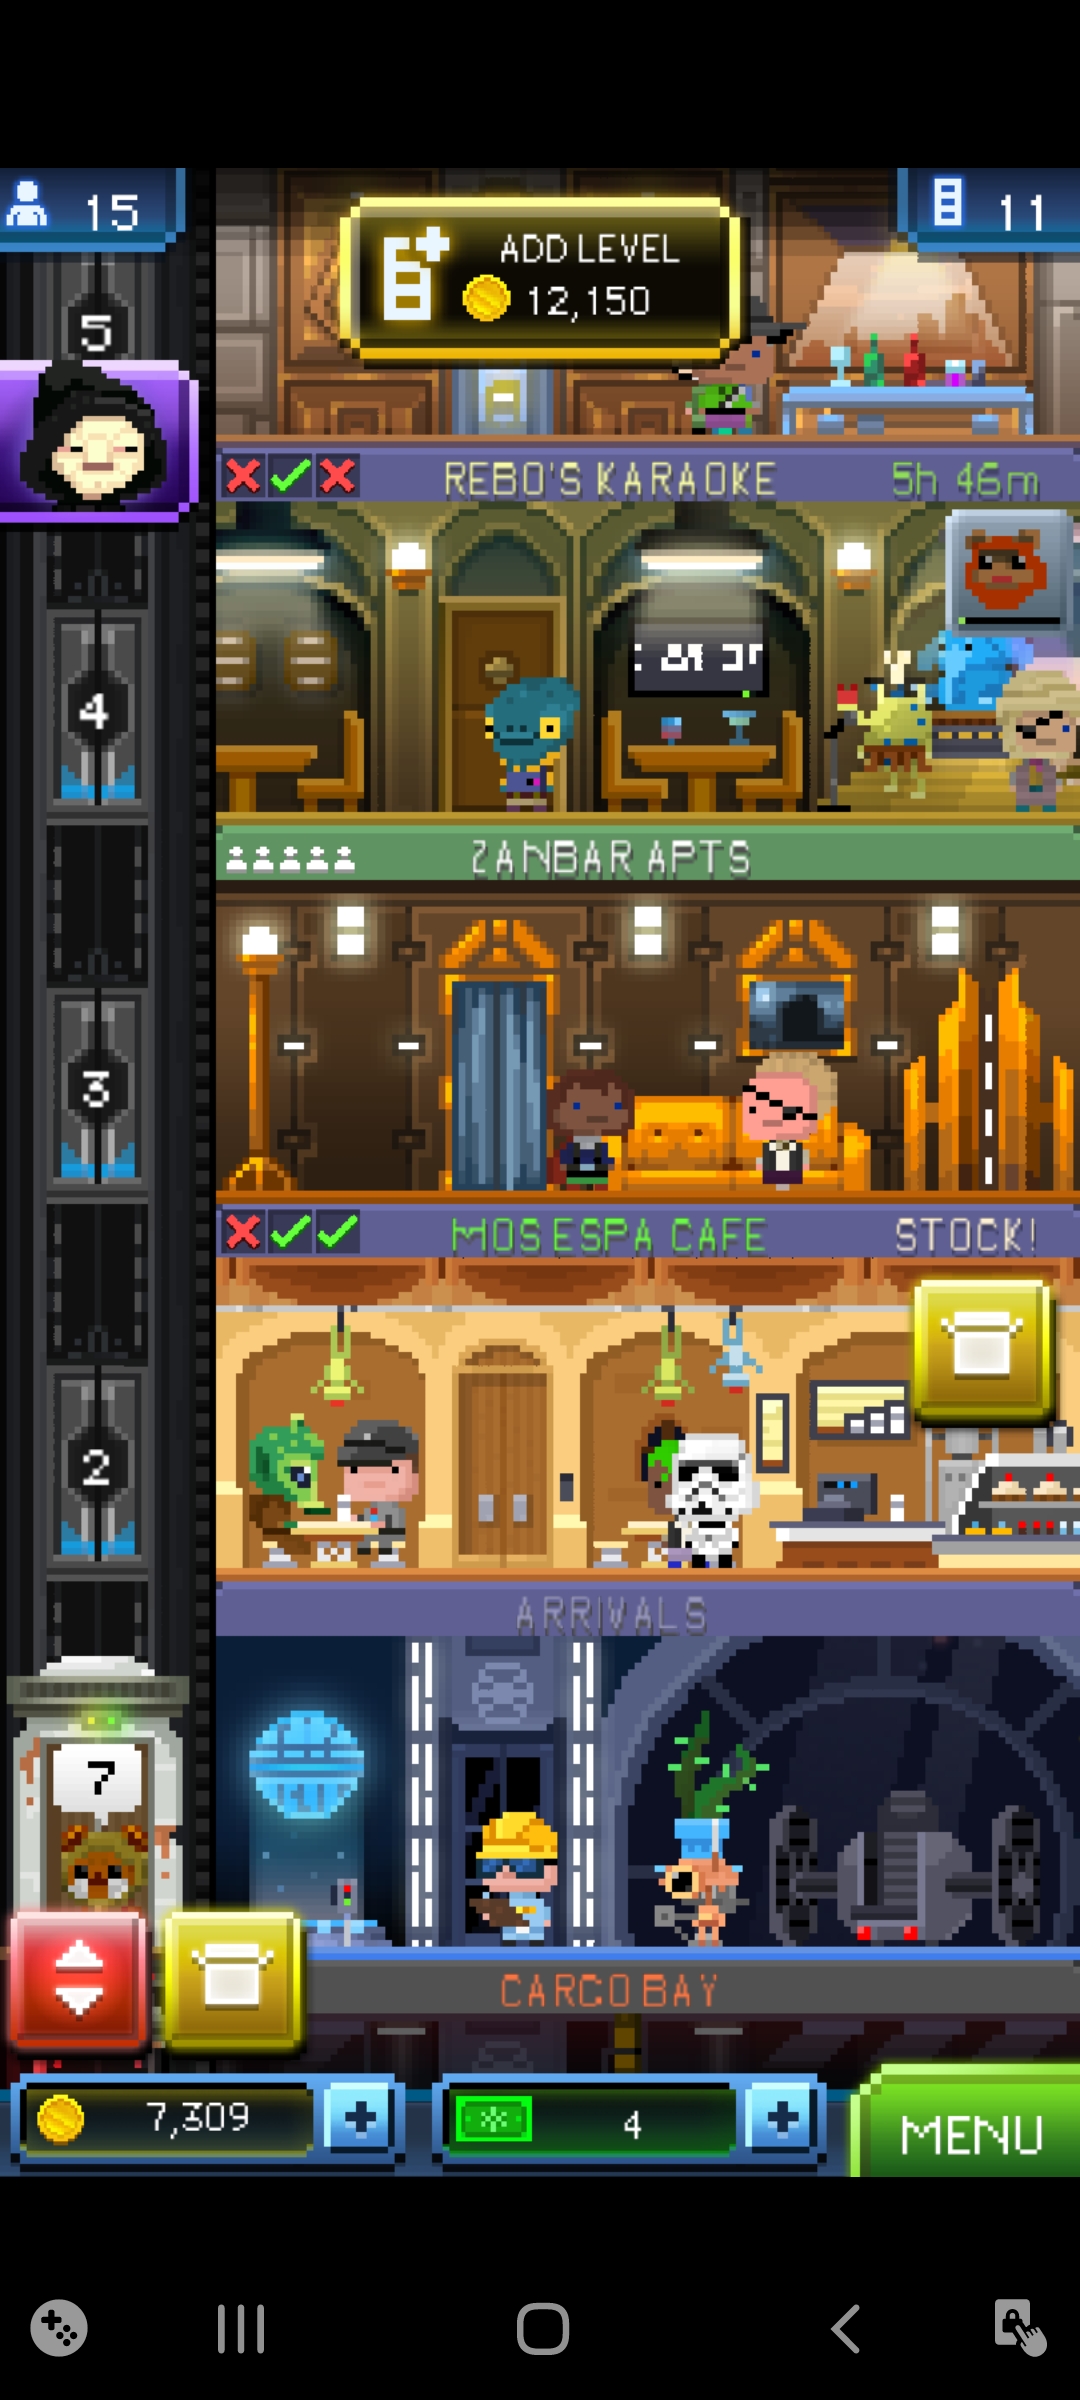 15
ADD LEVEL
12,150
11
5
REBO'S KARAOKE
5h 46m
4
ZANBAR APTS
3
MOS ESPA CAFE
STOCK!
2
ARRIVALS
7
CARGO BAY
7,309
4
MENU